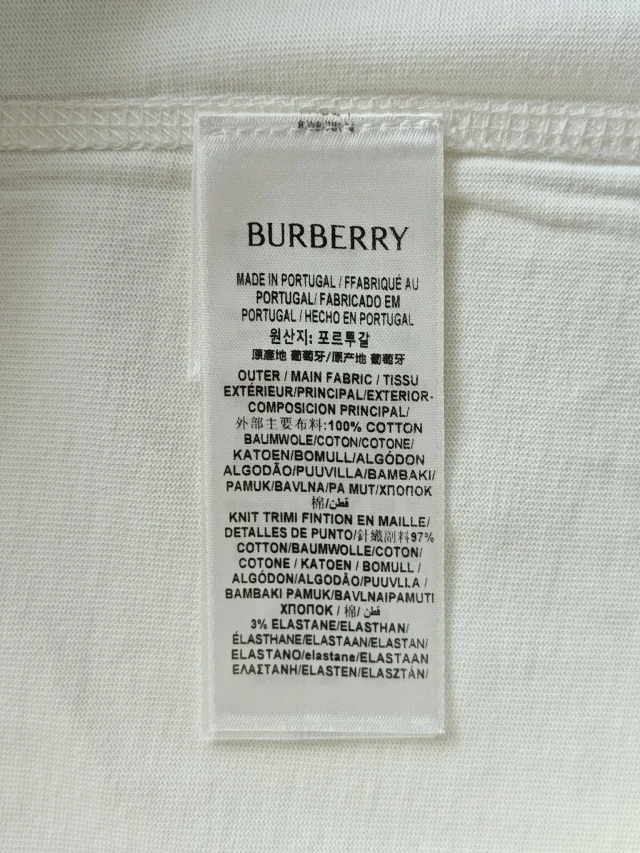 BURBERRY
MADE IN PORTUGAL / FFABRIQUÉ AU
PORTUGAL/ FABRICADO EM
PORTUGAL / HECHO EN PORTUGAL
원산지: 포르투갈
葡萄牙/原产地 葡萄牙
OUTER / MAIN FABRIC / TISSU
EXTÉRIEUR/PRINCIPAL/EXTERIOR-
COMPOSICION PRINCIPAL/
外部主要布料:100% COTTON
BAUMWOLE/COTON/COTONE/
KATOEN/BOMULL/ALGÓDON
ALGODÃO/PUUVILLA/BAMBAKI/
PAMUK/BAVLNA/PA MUT/ХПОПОК
棉/قطن
KNIT TRIMI FINTION EN MAILLE/
DETALLES DE PUNTO/針織副料97%
COTTON/BAUMWOLLE/COTON/
COTONE / KATOEN / BOMULL /
ALGÓDON/ALGODÃO/PUUVLLA /
BAMBAKI PAMUK/BAVLNAIPAMUTI
ХПОПОК / 棉/ قطن
3% ELASTANE/ELASTHAN/
ÉLASTHANE/ELASTAAN/ELASTAN/
ELASTANO/elastane/ELASTAAN
ΕΛΑΣΤΑΝΗ/ELASTEN/ELASZTÁN/